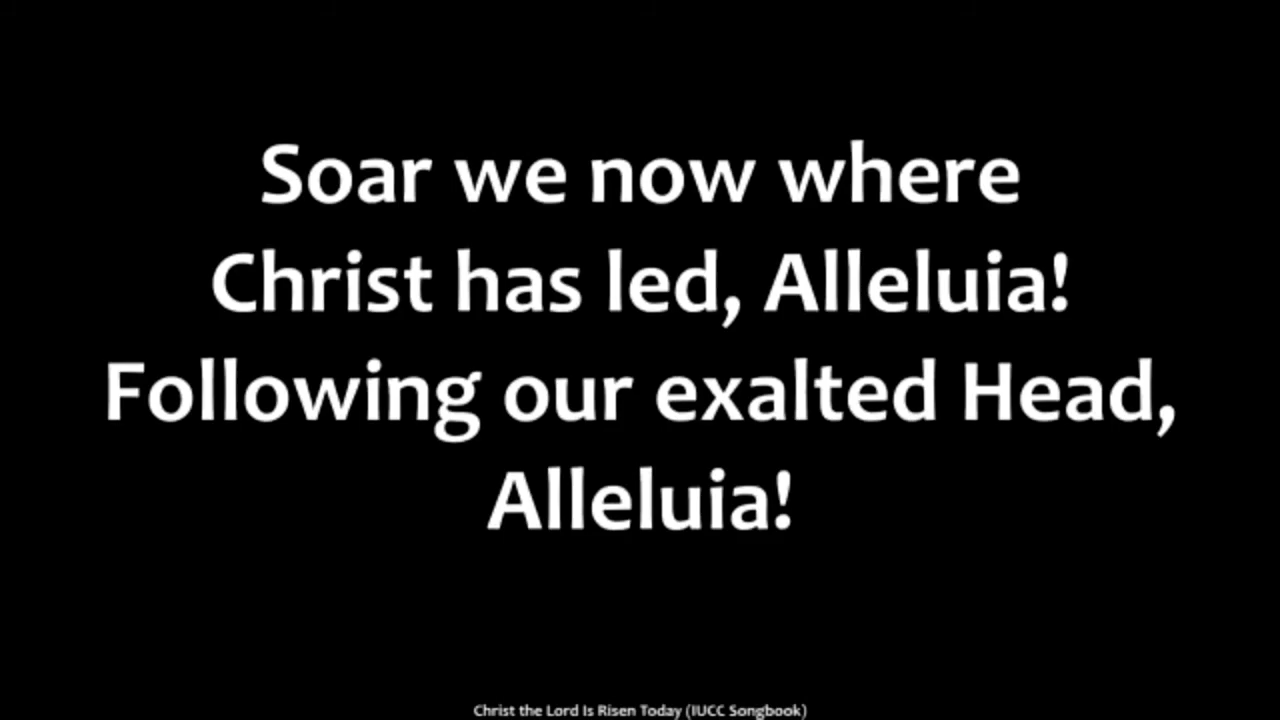 Soar we now where
Christ has led, Alleluia!
Following our exalted Head,
Alleluia!
Christ the Lord Is Risen Today (IUCC Songbook)